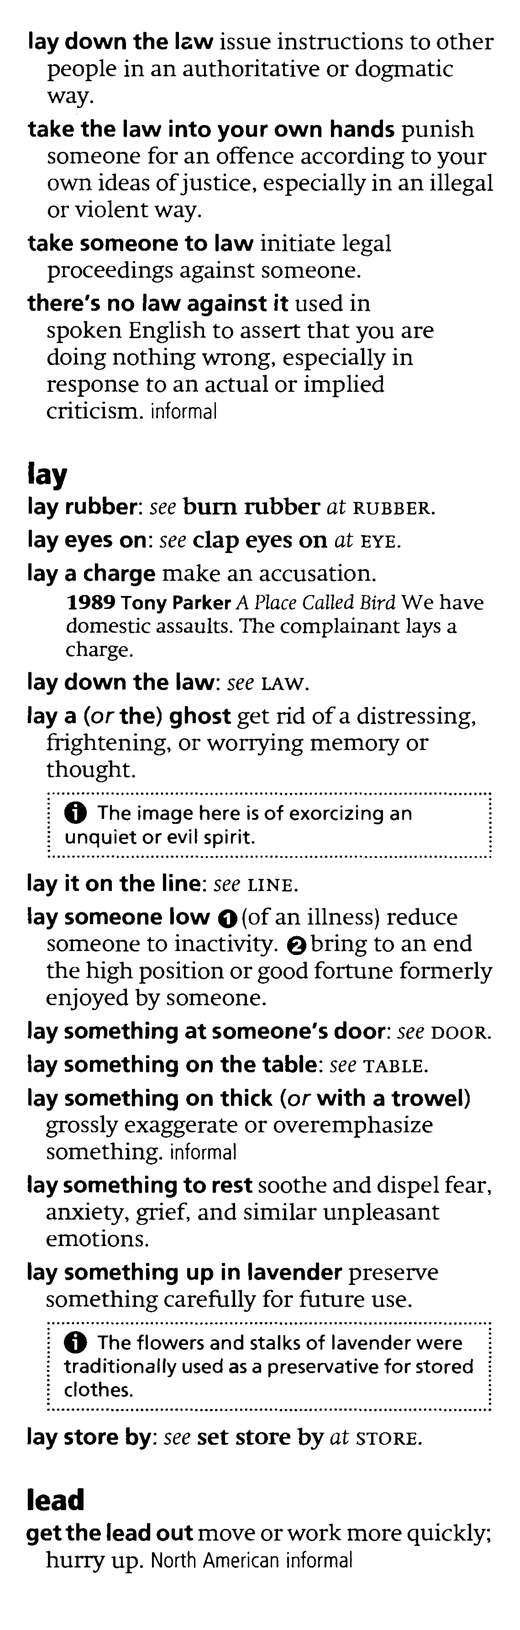 lay down the law issue instructions to other
people in an authoritative or dogmatic
way.
take the law into your own hands punish
someone for an offence according to your
own ideas of justice, especially in an illegal
or violent way.
take someone to law initiate legal
proceedings against someone.
there's no law against it used in
spoken English to assert that you are
doing nothing wrong, especially in
response to an actual or implied
criticism. informal
lay
lay rubber: see burn rubber at RUBBER.
lay eyes on: see clap eyes on at EYE.
lay a charge make an accusation.
1989 Tony Parker A Place Called Bird We have
domestic assaults. The complainant lays a
charge.
lay down the law: see LAW.
lay a (or the) ghost get rid of a distressing,
frightening, or worrying memory or
thought.
ℹ The image here is of exorcizing an
unquiet or evil spirit.
lay it on the line: see LINE.
lay someone low ❶ (of an illness) reduce
someone to inactivity. ❷ bring to an end
the high position or good fortune formerly
enjoyed by someone.
lay something at someone's door: see DOOR.
lay something on the table: see TABLE.
lay something on thick (or with a trowel)
grossly exaggerate or overemphasize
something. informal
lay something to rest soothe and dispel fear,
anxiety, grief, and similar unpleasant
emotions.
lay something up in lavender preserve
something carefully for future use.
ℹ The flowers and stalks of lavender were
traditionally used as a preservative for stored
clothes.
lay store by: see set store by at STORE.
lead
get the lead out move or work more quickly;
hurry up. North American informal